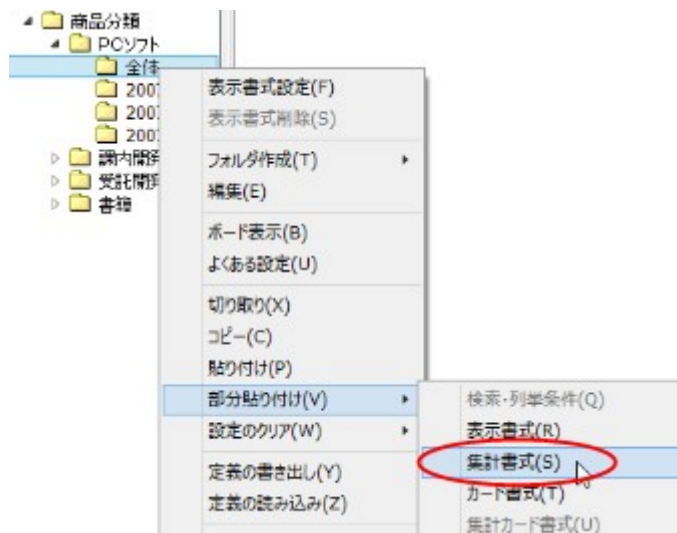 商品分類
PCソフト
全体
200
200
200
課内開発
受託開発
書籍
表示書式設定(F)
表示書式削除(S)
フォルダ作成(T)
編集(E)
ボード表示(B)
よくある設定(U)
切り取り(X)
コピー(C)
貼り付け(P)
部分貼り付け(V)
設定のクリア(W)
定義の書き出し(Y)
定義の読み込み(Z)
検索・列挙条件(Q)
表示書式(R)
集計書式(S)
カード書式(T)
集計カード書式(U)